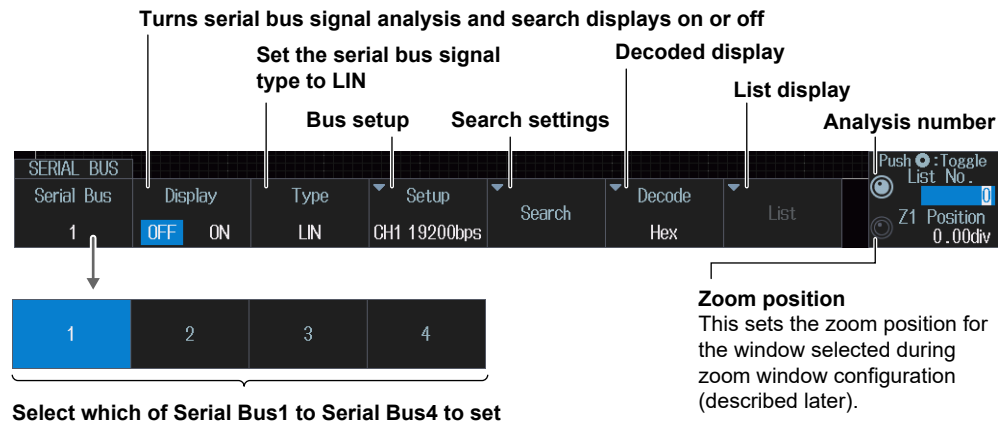 Turns serial bus signal analysis and search displays on or off
Set the serial bus signal
type to LIN
Decoded display
List display
Bus setup
Search settings
Analysis number
SERIAL BUS
Serial Bus
1
Display
OFF ON
Type
LIN
Setup
CH1 19200bps
Search
Decode
Hex
List
Push :Toggle
List No.
0
Z1 Position
0.00div
1 2 3 4
Select which of Serial Bus1 to Serial Bus4 to set
Zoom position
This sets the zoom position for
the window selected during
zoom window configuration
(described later).